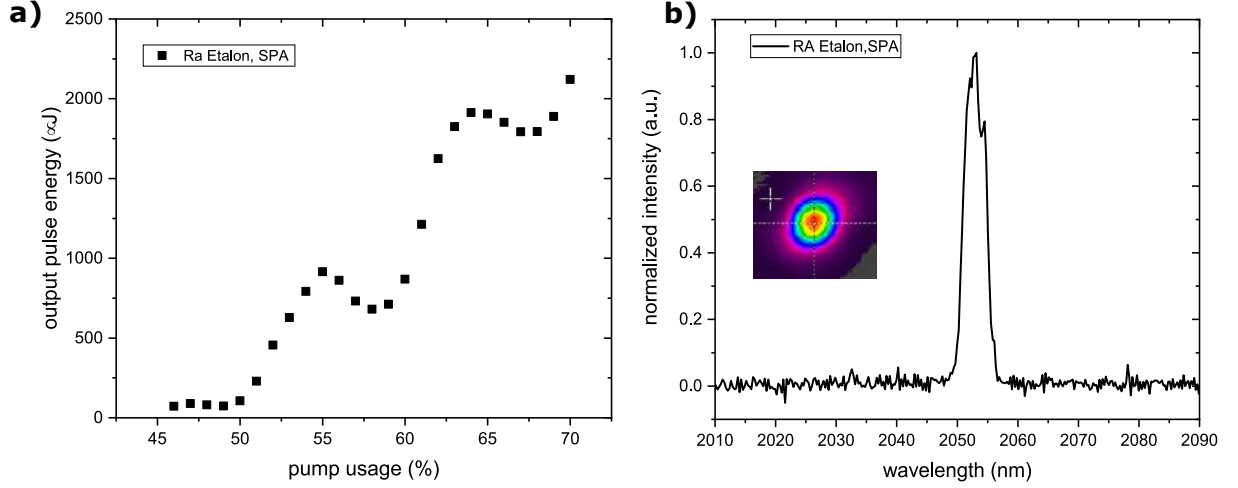 a)
Ra Etalon, SPA
output pulse energy (∝J)
2500
2000
1500
1000
500
0
45 50 55 60 65 70
pump usage (%)
b)
RA Etalon,SPA
normalized intensity (a.u.)
1.0
0.8
0.6
0.4
0.2
0.0
2010 2020 2030 2040 2050 2060 2070 2080 2090
wavelength (nm)